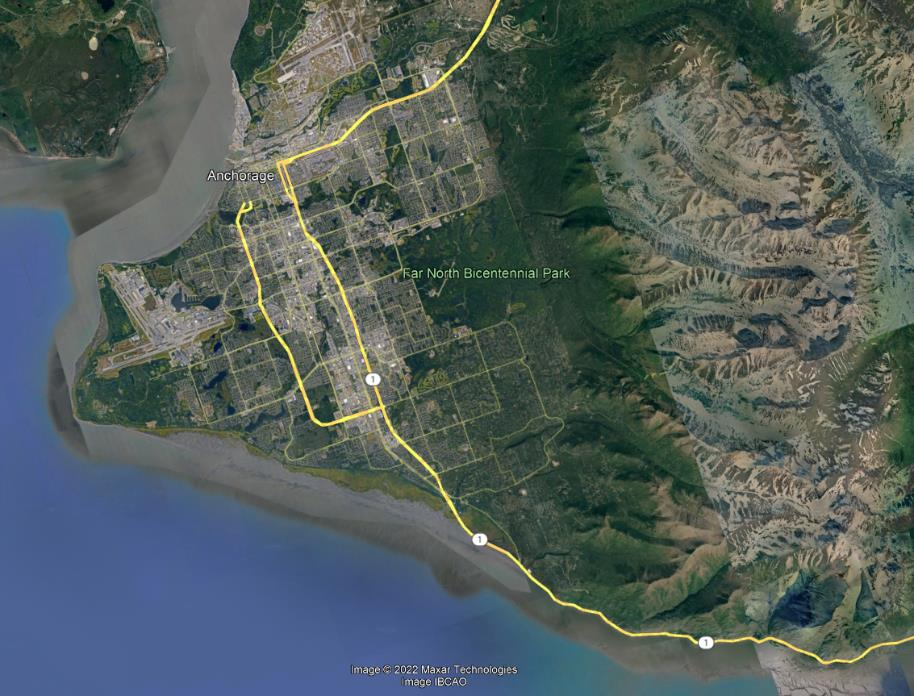 Anchorage
Far North Bicentennial Park
1
1
1
Image © 2022 Maxar Technologies
Image IBCAO